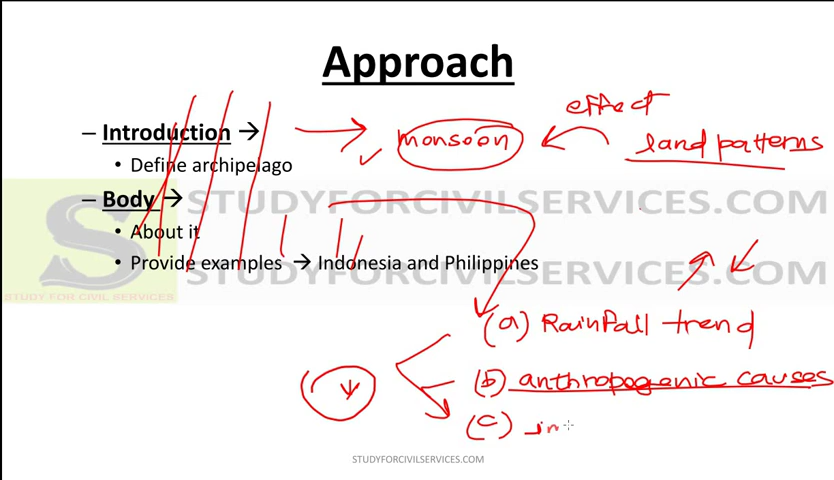 Approach
effect
– Introduction → monsoon land patterns
• Define archipelago
– Body →
STUDYFORCIVILSERVICES.COM
• About it
• Provide examples → Indonesia and Philippines
STUDYFORCIVILSERVICES.COM
STUDY FOR CIVIL SERVICES
(a) Rainfall trend
(b) anthropogenic causes
(c) in
STUDYFORCIVILSERVICES.COM